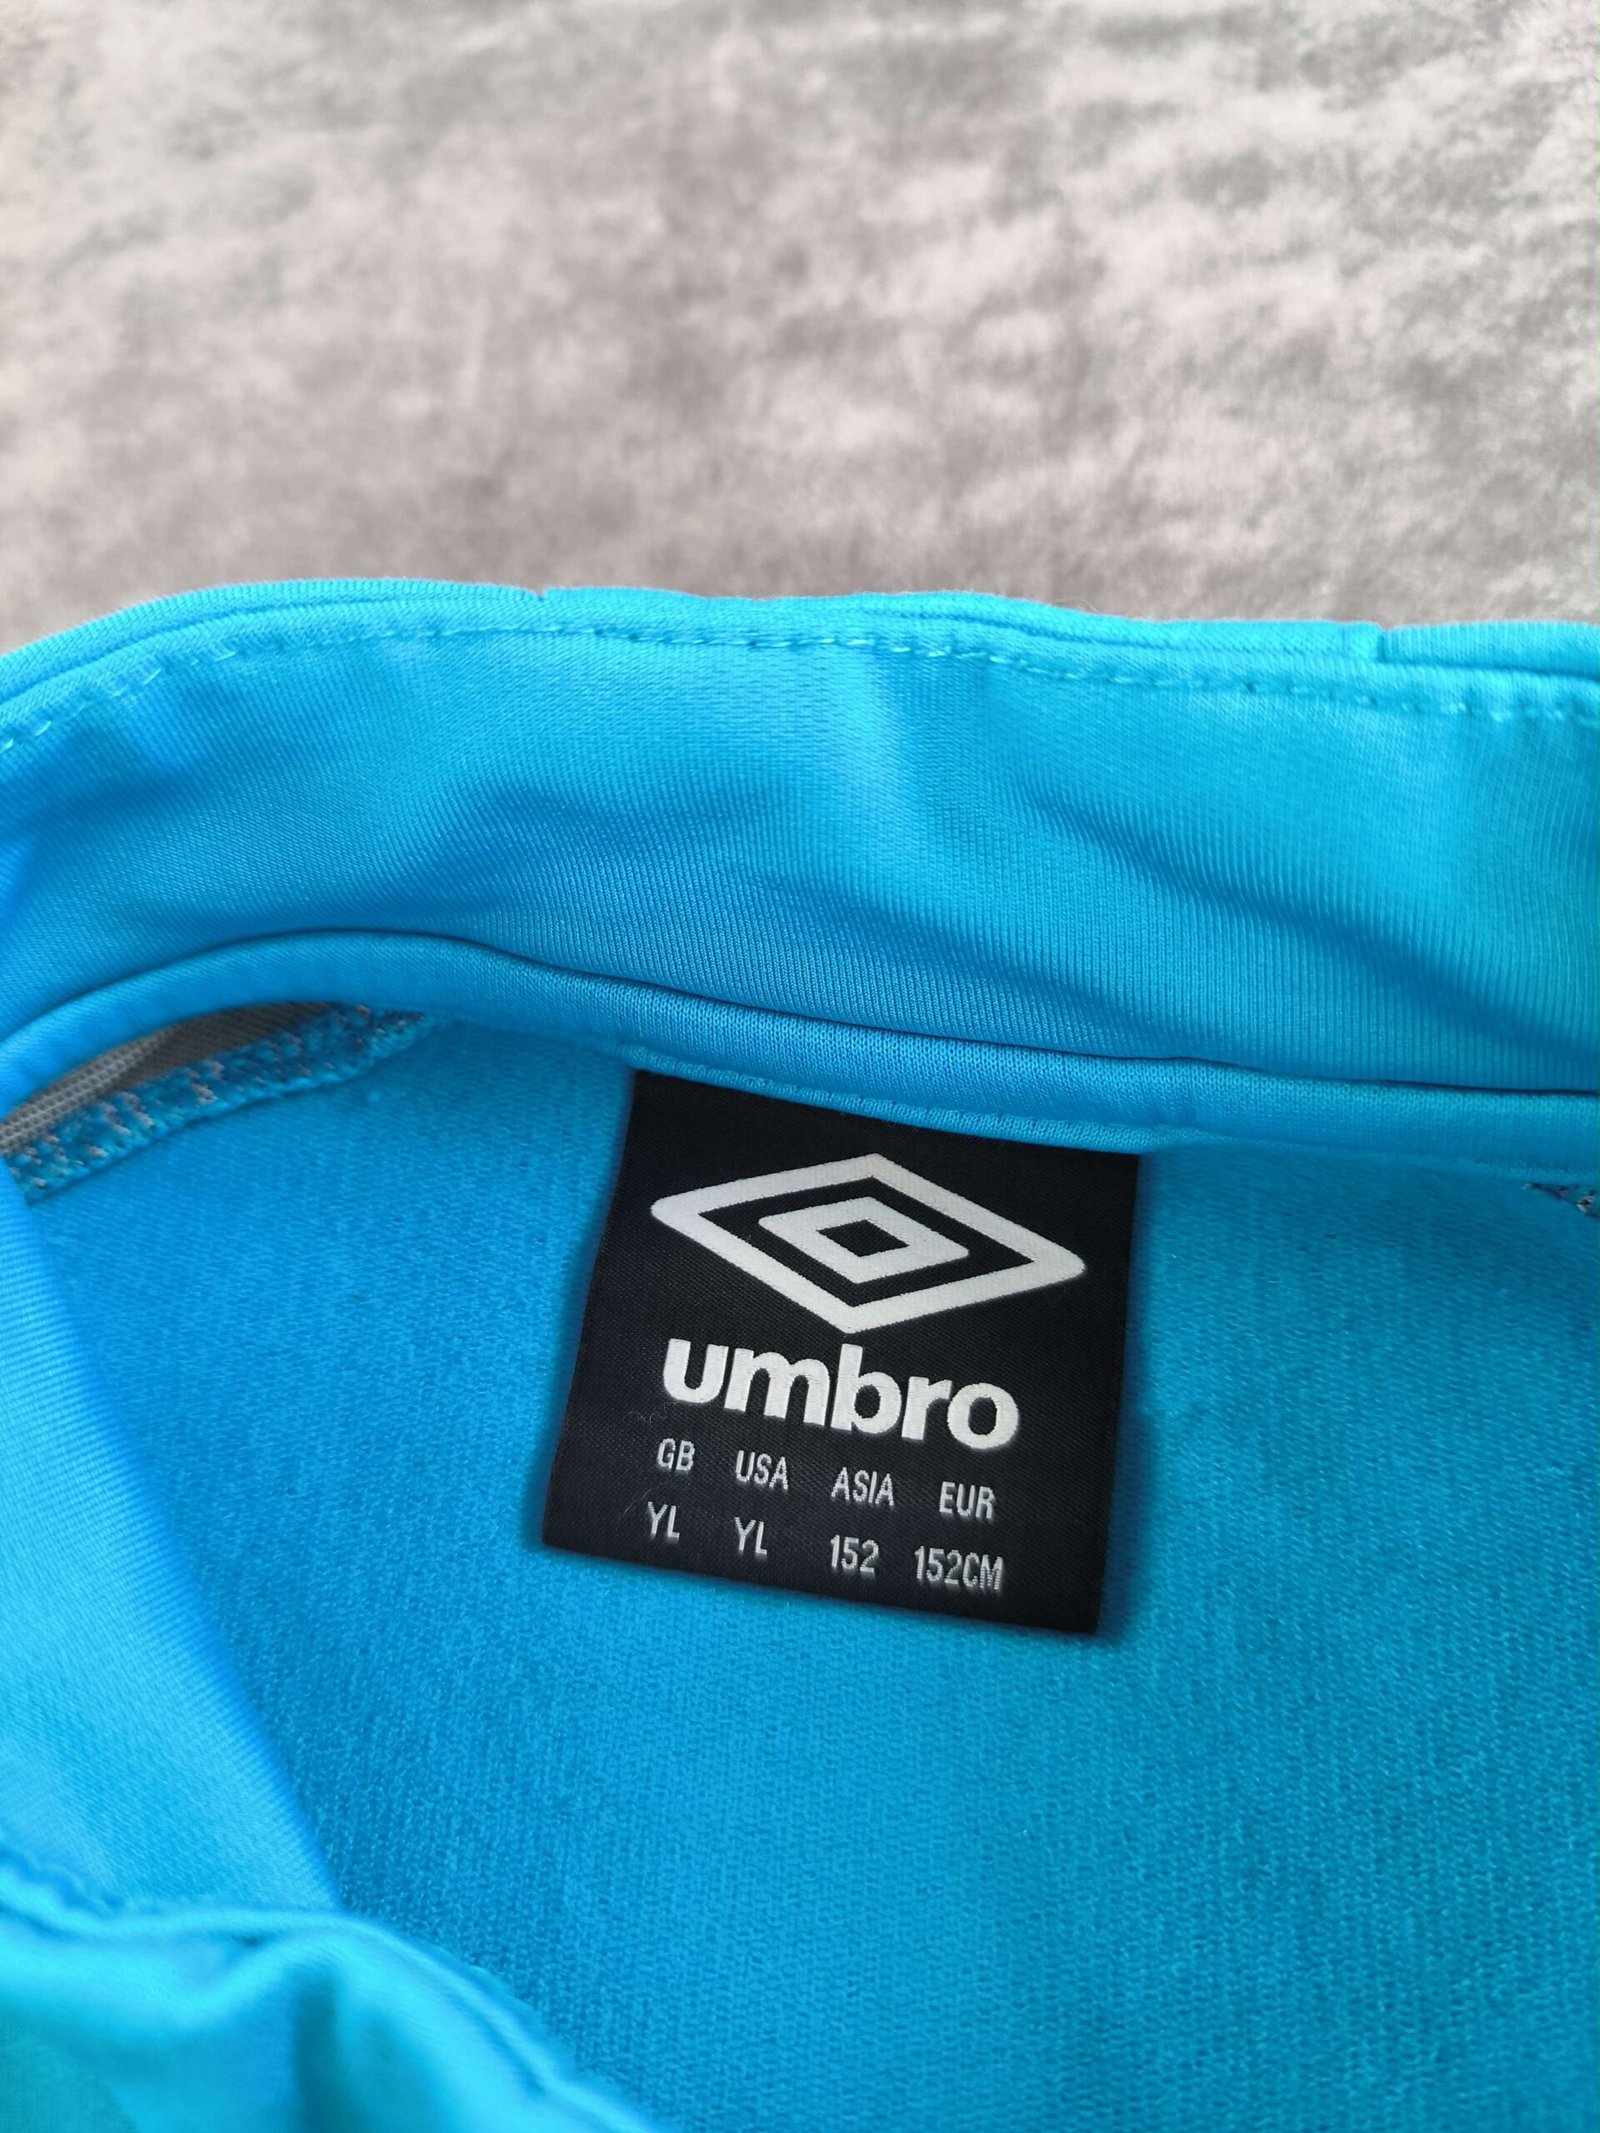 umbro
GB USA ASIA EUR
YL YL 152 152CM